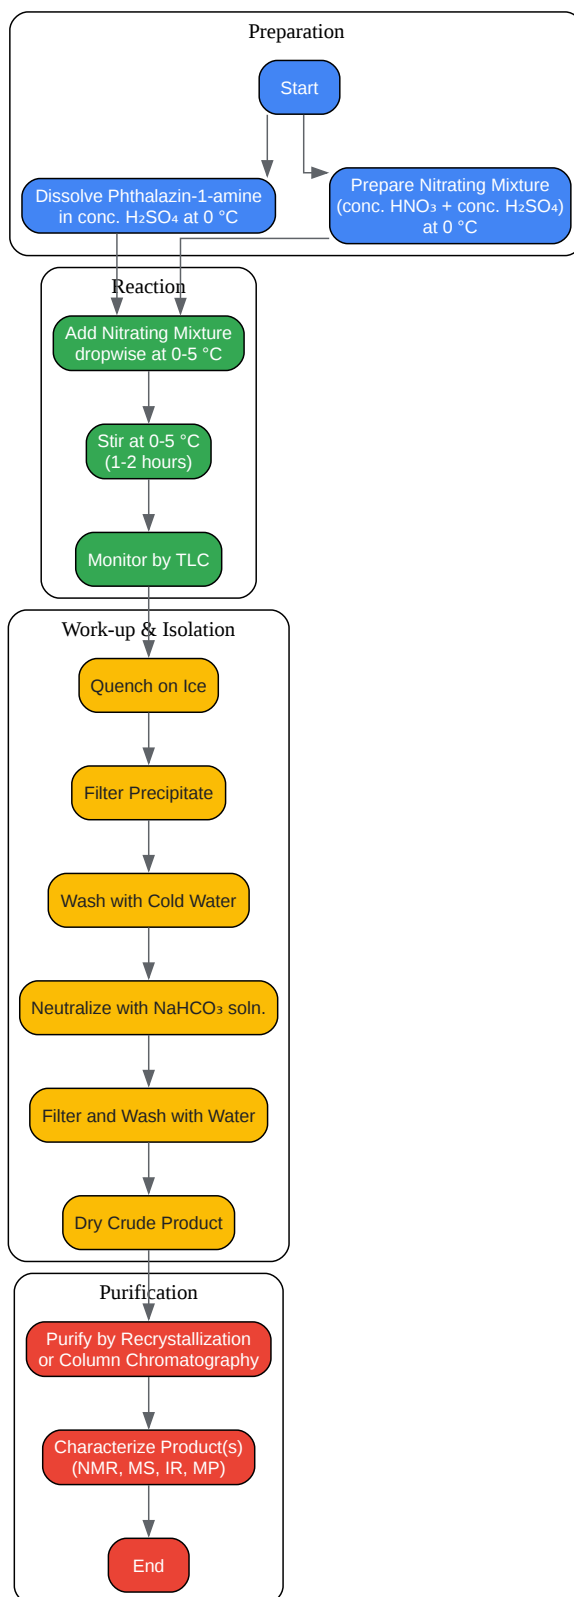 Preparation
Start
Dissolve Phthalazin-1-amine
in conc. H₂SO₄ at 0 °C
Prepare Nitrating Mixture
(conc. HNO₃ + conc. H₂SO₄)
at 0 °C
Reaction
Add Nitrating Mixture
dropwise at 0-5 °C
Stir at 0-5 °C
(1-2 hours)
Monitor by TLC
Work-up & Isolation
Quench on Ice
Filter Precipitate
Wash with Cold Water
Neutralize with NaHCO₃ soln.
Filter and Wash with Water
Dry Crude Product
Purification
Purify by Recrystallization
or Column Chromatography
Characterize Product(s)
(NMR, MS, IR, MP)
End